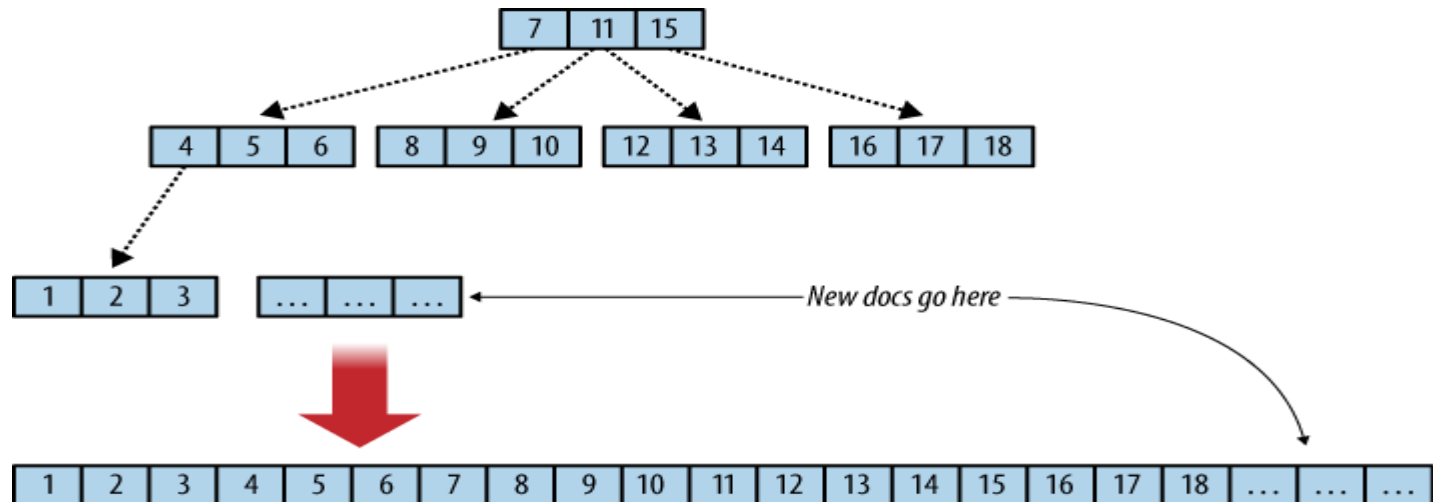 7 11 15
4 5 6 8 9 10 12 13 14 16 17 18
1 2 3 ... ... ... New docs go here
1 2 3 4 5 6 7 8 9 10 11 12 13 14 15 16 17 18 ... ... ...